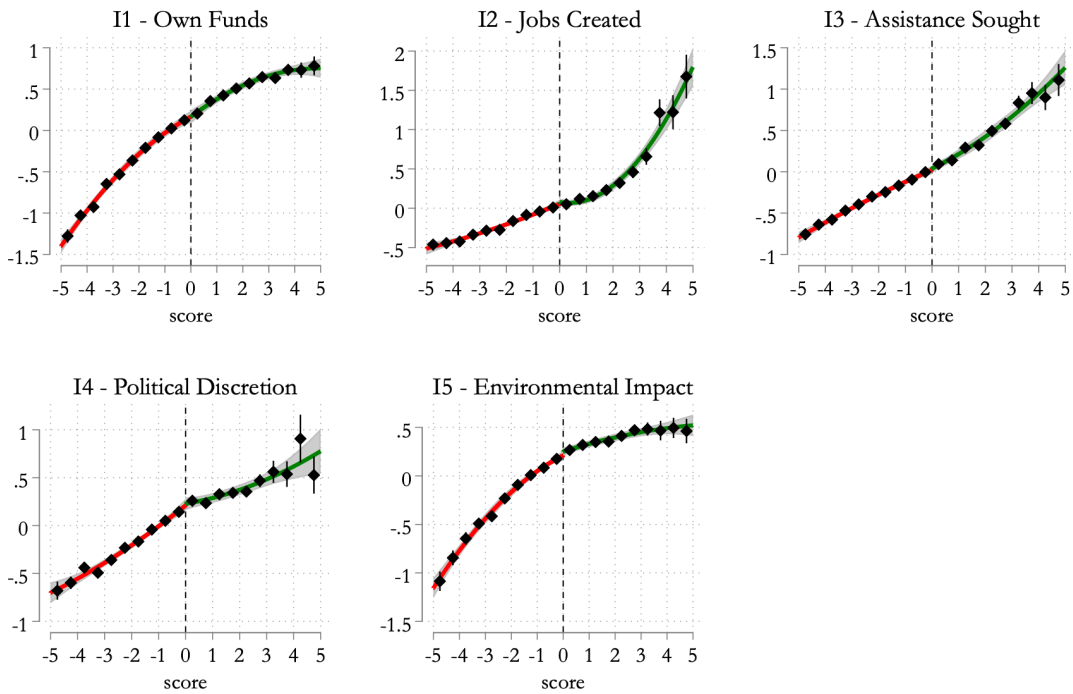 I1 - Own Funds
1
.5
0
-.5
-1
-1.5
-5 -4 -3 -2 -1 0 1 2 3 4 5
score
I2 - Jobs Created
2
1.5
1
.5
0
-.5
-5 -4 -3 -2 -1 0 1 2 3 4 5
score
I3 - Assistance Sought
1.5
1
.5
0
-.5
-1
-5 -4 -3 -2 -1 0 1 2 3 4 5
score
I4 - Political Discretion
1
.5
0
-.5
-1
-5 -4 -3 -2 -1 0 1 2 3 4 5
score
I5 - Environmental Impact
.5
0
-.5
-1
-1.5
-5 -4 -3 -2 -1 0 1 2 3 4 5
score